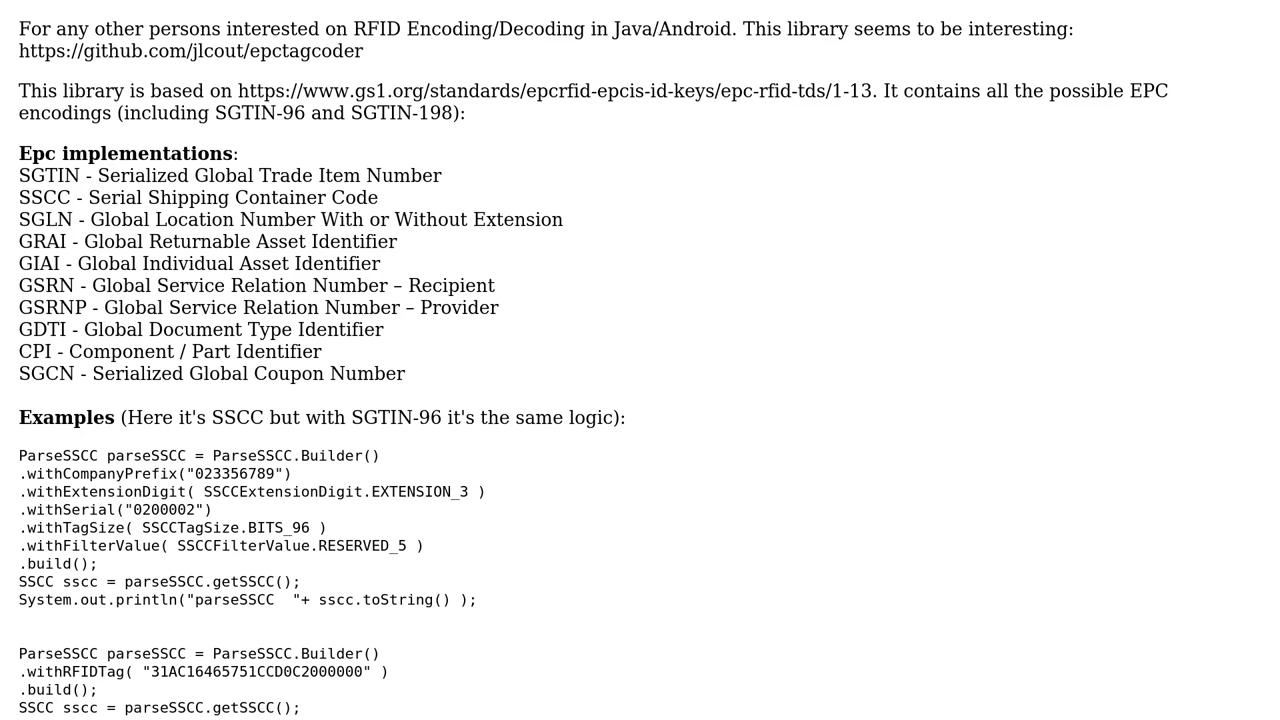 For any other persons interested on RFID Encoding/Decoding in Java/Android. This library seems to be interesting:
https://github.com/jlcout/epctagcoder
This library is based on https://www.gs1.org/standards/epcrfid-epcis-id-keys/epc-rfid-tds/1-13. It contains all the possible EPC
encodings (including SGTIN-96 and SGTIN-198):
Epc implementations:
SGTIN - Serialized Global Trade Item Number
SSCC - Serial Shipping Container Code
SGLN - Global Location Number With or Without Extension
GRAI - Global Returnable Asset Identifier
GIAI - Global Individual Asset Identifier
GSRN - Global Service Relation Number – Recipient
GSRNP - Global Service Relation Number – Provider
GDTI - Global Document Type Identifier
CPI - Component / Part Identifier
SGCN - Serialized Global Coupon Number
Examples (Here it's SSCC but with SGTIN-96 it's the same logic):
ParseSSCC parseSSCC = ParseSSCC.Builder()
.withCompanyPrefix("023356789")
.withExtensionDigit( SSCCExtensionDigit.EXTENSION_3 )
.withSerial("0200002")
.withTagSize( SSCCTagSize.BITS_96 )
.withFilterValue( SSCCFilterValue.RESERVED_5 )
.build();
SSCC sscc = parseSSCC.getSSCC();
System.out.println("parseSSCC  "+ sscc.toString() );
ParseSSCC parseSSCC = ParseSSCC.Builder()
.withRFIDTag( "31AC16465751CCD0C2000000" )
.build();
SSCC sscc = parseSSCC.getSSCC();